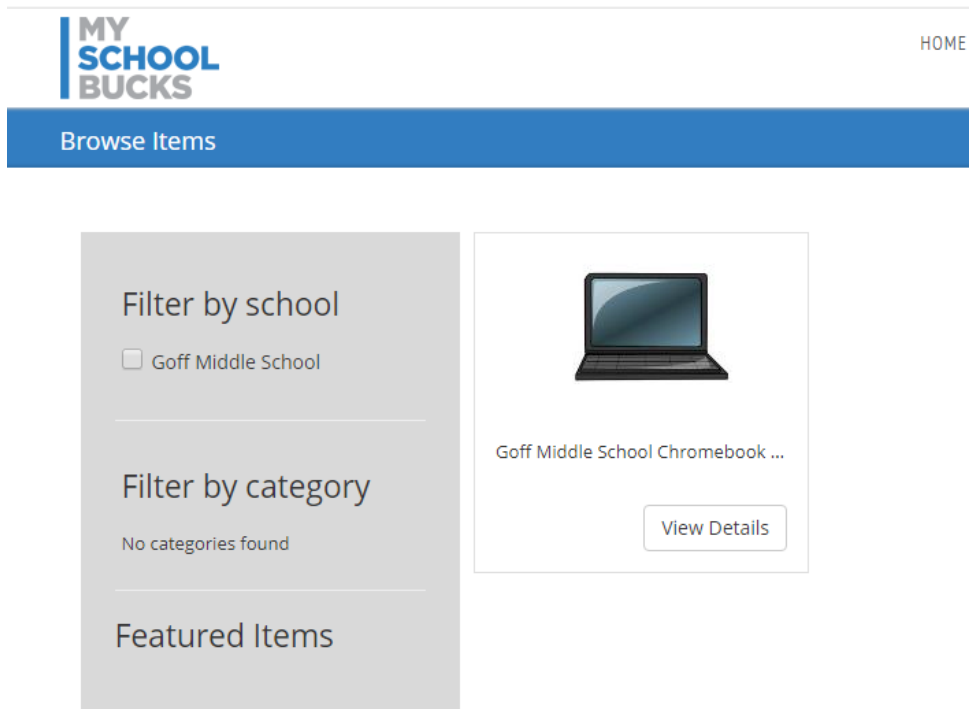 MY
SCHOOL
BUCKS
HOME
Browse Items
Filter by school
Goff Middle School
Filter by category
No categories found
Featured Items
Goff Middle School Chromebook ...
View Details